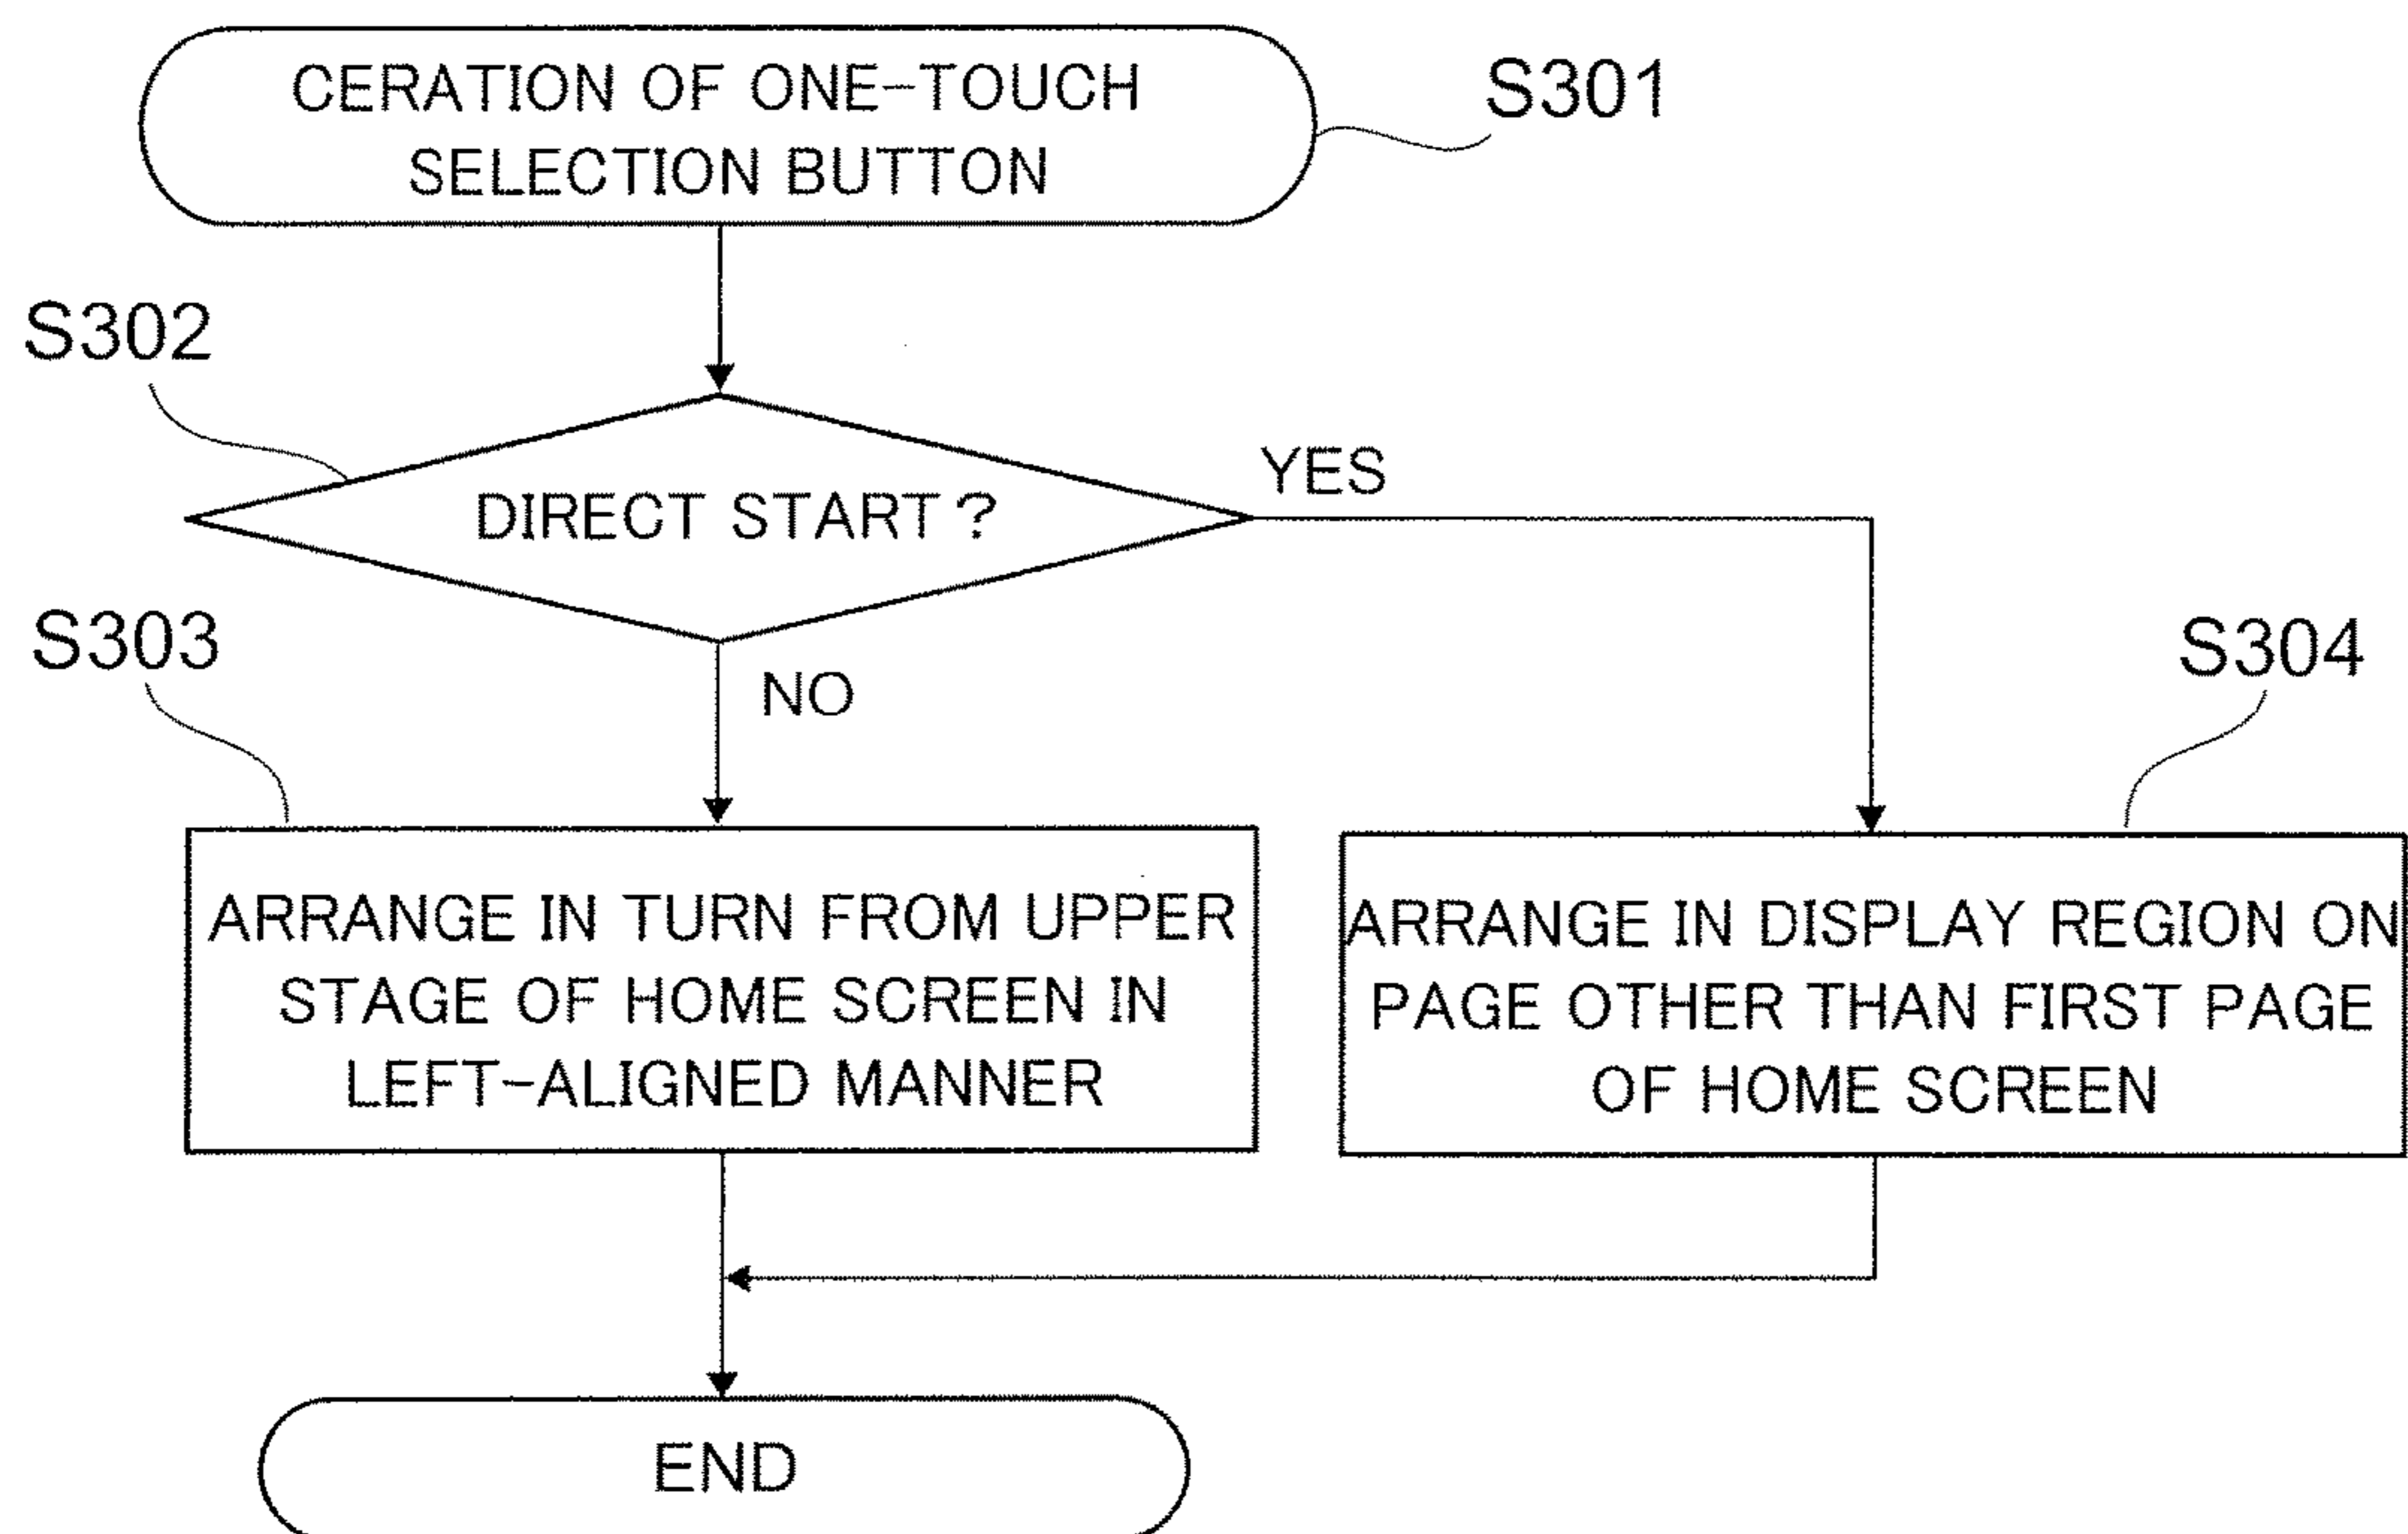 CERATION OF ONE-TOUCH
SELECTION BUTTON
S301
S302
DIRECT START ?
YES
S303
NO
S304
ARRANGE IN TURN FROM UPPER
STAGE OF HOME SCREEN IN
LEFT-ALIGNED MANNER
ARRANGE IN DISPLAY REGION ON
PAGE OTHER THAN FIRST PAGE
OF HOME SCREEN
END